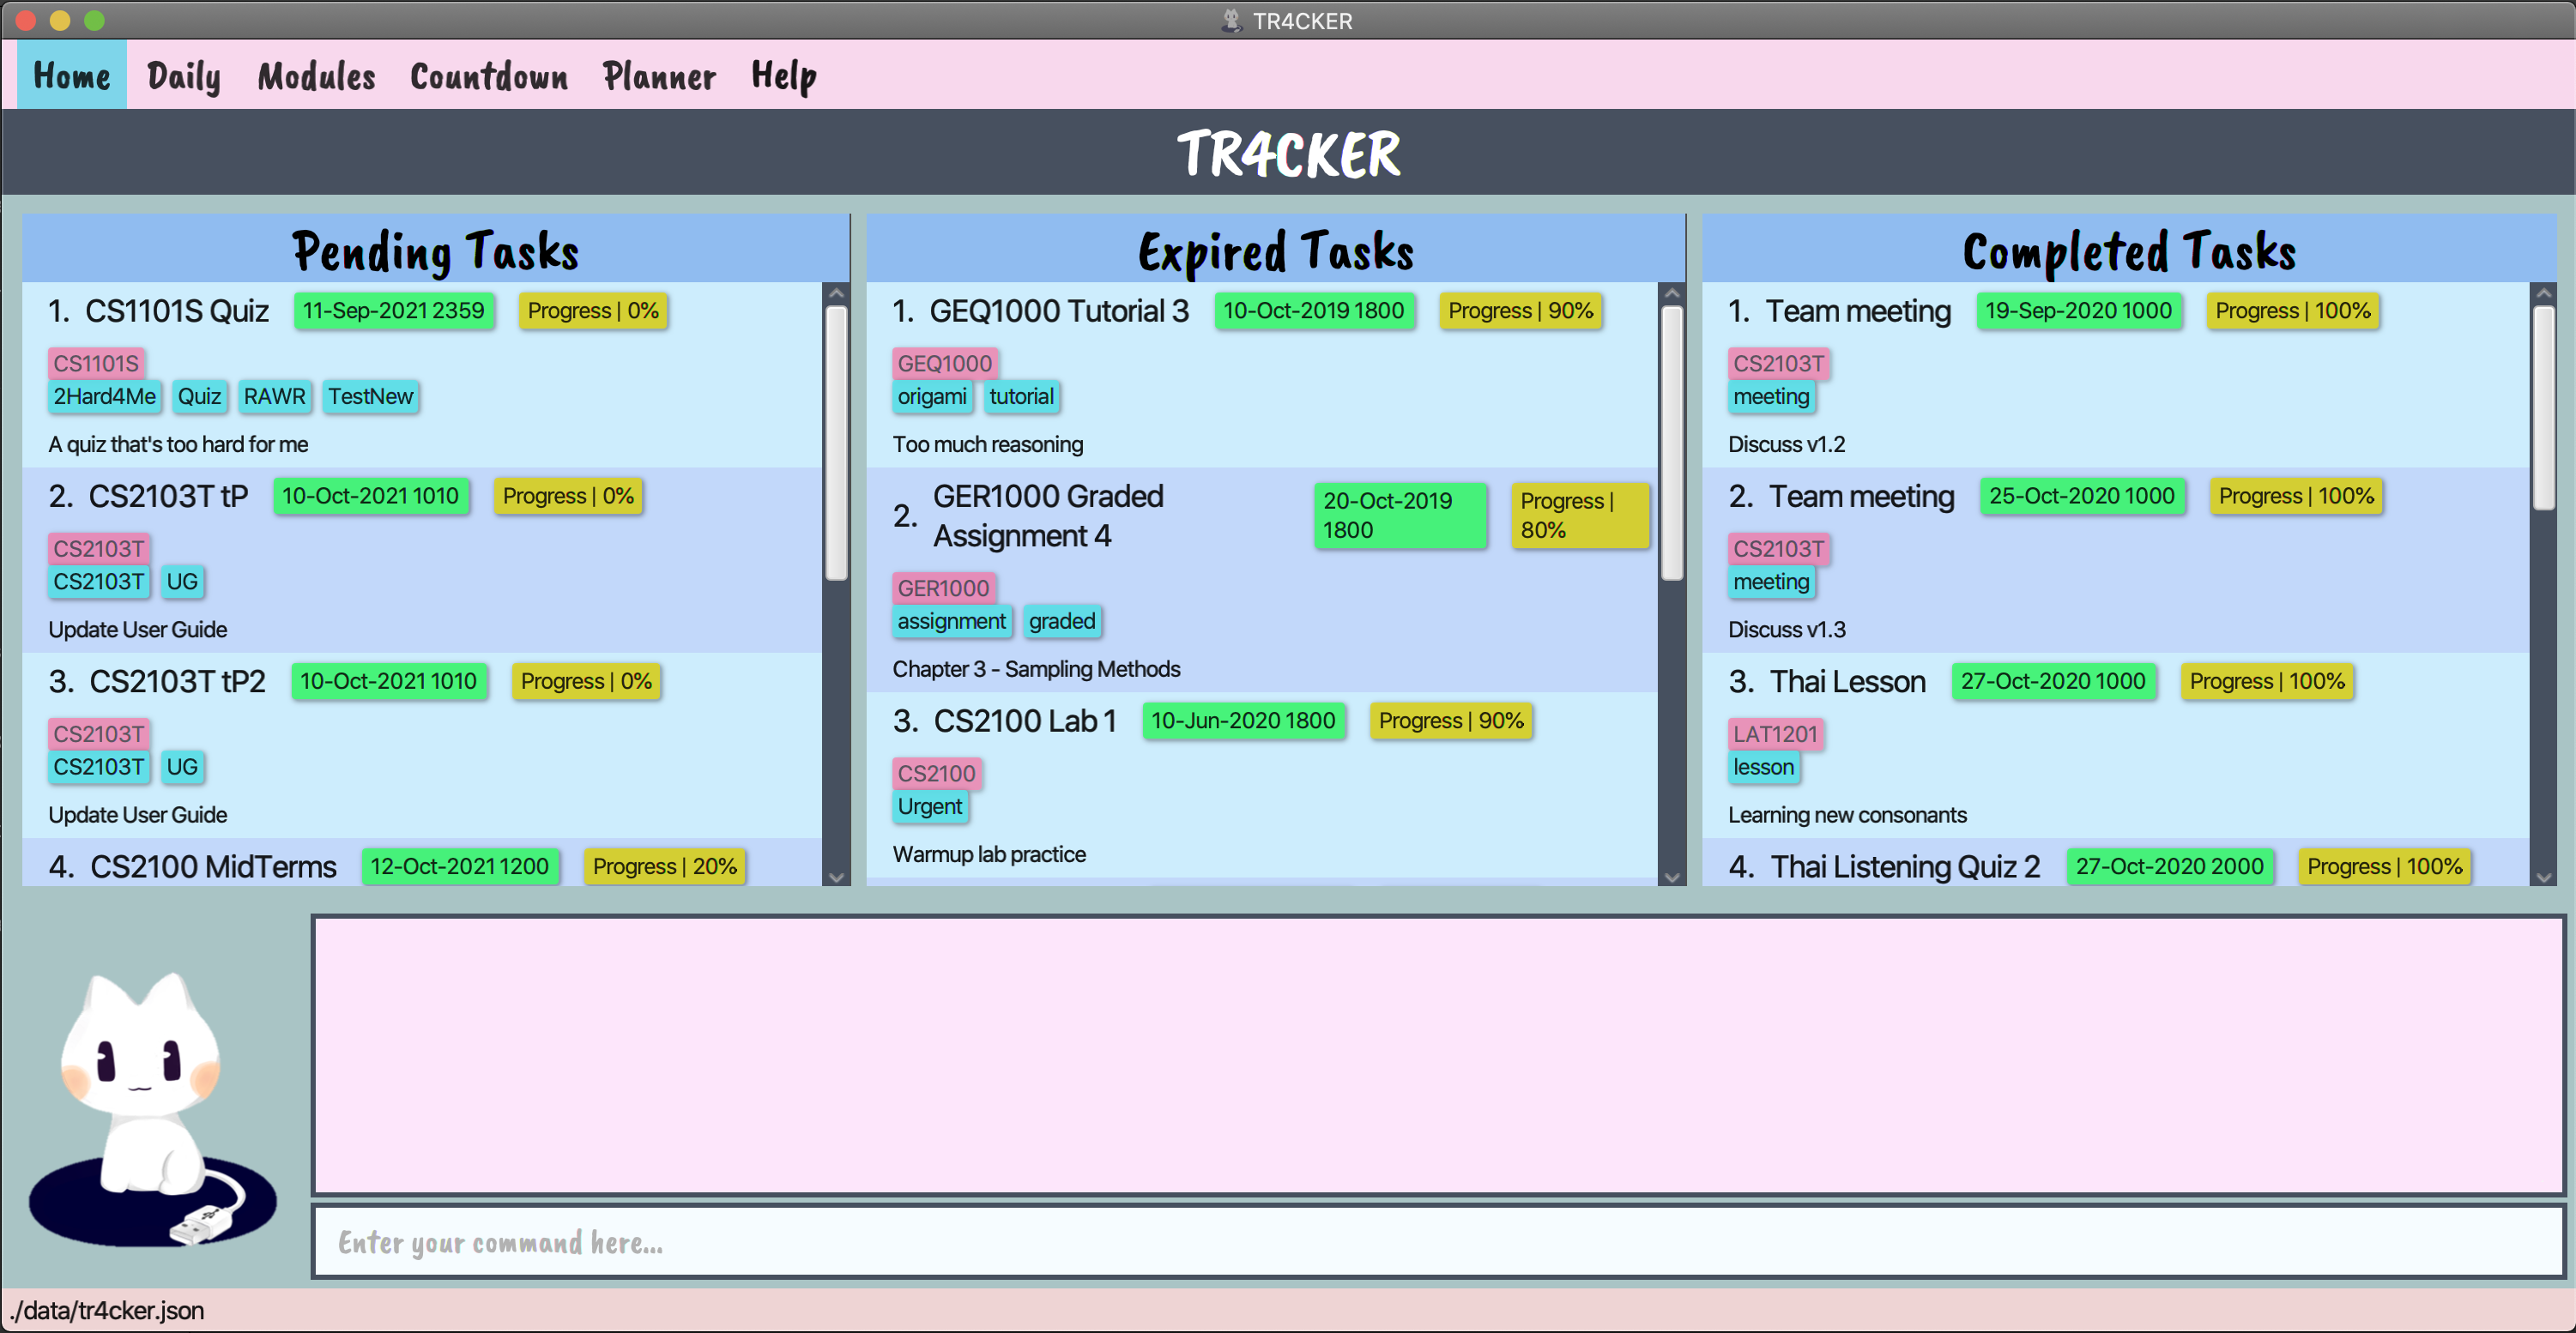 TR4CKER
Home Daily Modules Countdown Planner Help
TR4CKER
Pending Tasks
1. CS1101S Quiz 11-Sep-2021 2359 Progress | 0%
CS1101S
2Hard4Me Quiz RAWR TestNew
A quiz that's too hard for me
2. CS2103T tP 10-Oct-2021 1010 Progress | 0%
CS2103T
CS2103T UG
Update User Guide
3. CS2103T tP2 10-Oct-2021 1010 Progress | 0%
CS2103T
CS2103T UG
Update User Guide
4. CS2100 MidTerms 12-Oct-2021 1200 Progress | 20%
Expired Tasks
1. GEQ1000 Tutorial 3 10-Oct-2019 1800 Progress | 90%
GEQ1000
origami tutorial
Too much reasoning
2. GER1000 Graded
Assignment 4
20-Oct-2019
1800
Progress |
80%
GER1000
assignment graded
Chapter 3 - Sampling Methods
3. CS2100 Lab 1 10-Jun-2020 1800 Progress | 90%
CS2100
Urgent
Warmup lab practice
Completed Tasks
1. Team meeting 19-Sep-2020 1000 Progress | 100%
CS2103T
meeting
Discuss v1.2
2. Team meeting 25-Oct-2020 1000 Progress | 100%
CS2103T
meeting
Discuss v1.3
3. Thai Lesson 27-Oct-2020 1000 Progress | 100%
LAT1201
lesson
Learning new consonants
4. Thai Listening Quiz 2 27-Oct-2020 2000 Progress | 100%
Enter your command here...
./data/tr4cker.json